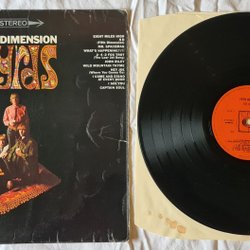 STEREO
DIMENSION
EIGHT MILES HIGH
5 D
(Fifth Dimension)
MR. SPACEMAN
WHAT'S HAPPENING?!?!
2-4-2 FOX TROT
(The Lear Jet Song)
JOHN RILEY
WILD MOUNTAIN THYME
HEY JOE
(Where You Gonna Go)
I COME AND STAND
AT EVERY DOOR
I SEE YOU
CAPTAIN SOUL
yrds